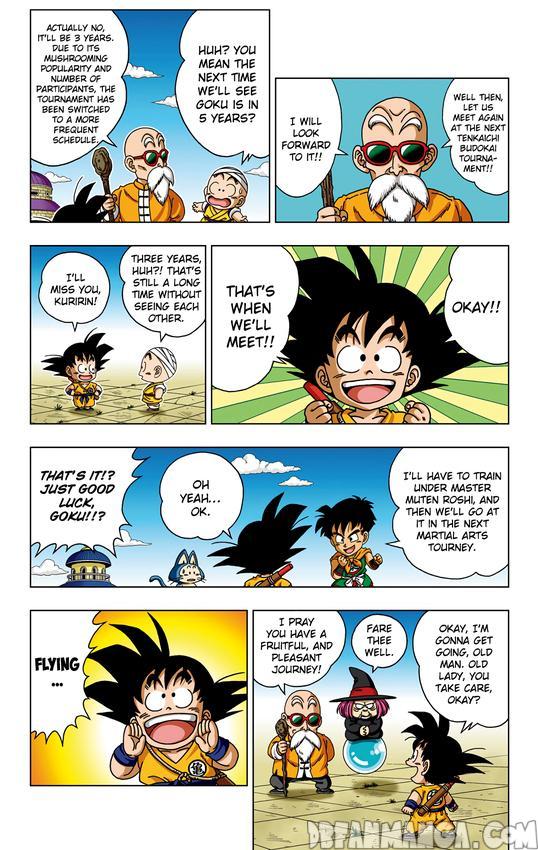 WELL THEN,
LET US
MEET AGAIN
AT THE NEXT
TENKAICHI
BUDOKAI
TOURNA-
MENT!!
I WILL
LOOK
FORWARD
TO IT!!
HUH? YOU
MEAN THE
NEXT TIME
WE'LL SEE
GOKU IS IN
5 YEARS?
ACTUALLY NO,
IT'LL BE 3 YEARS.
DUE TO ITS
MUSHROOMING
POPULARITY AND
NUMBER OF
PARTICIPANTS, THE
TOURNAMENT HAS
BEEN SWITCHED
TO A MORE
FREQUENT
SCHEDULE.
OKAY!!
THAT'S
WHEN
WE'LL
MEET!!
THREE YEARS,
HUH?! THAT'S
STILL A LONG
TIME WITHOUT
SEEING EACH
OTHER.
I'LL
MISS YOU,
KURIRIN!
I'LL HAVE TO TRAIN
UNDER MASTER
MUTEN ROSHI, AND
THEN WE'LL GO AT
IT IN THE NEXT
MARTIAL ARTS
TOURNEY.
OH
YEAH...
OK.
THAT'S IT!?
JUST GOOD
LUCK,
GOKU!!?
OKAY, I'M
GONNA GET
GOING, OLD
MAN. OLD
LADY, YOU
TAKE CARE,
OKAY?
FARE
THEE
WELL.
I PRAY
YOU HAVE A
FRUITFUL, AND
PLEASANT
JOURNEY!
FLYING
...
DBFANMANGA.COM